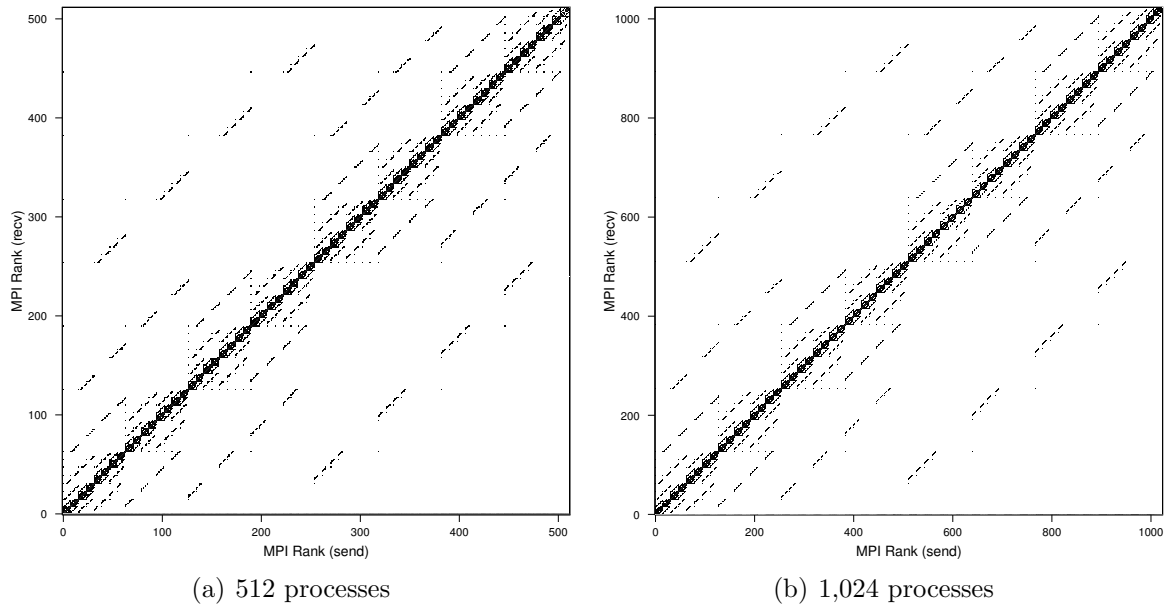 500
400
300
200
100
0
MPI Rank (recv)
0 100 200 300 400 500
MPI Rank (send)
(a) 512 processes
1000
800
600
400
200
0
MPI Rank (recv)
0 200 400 600 800 1000
MPI Rank (send)
(b) 1,024 processes